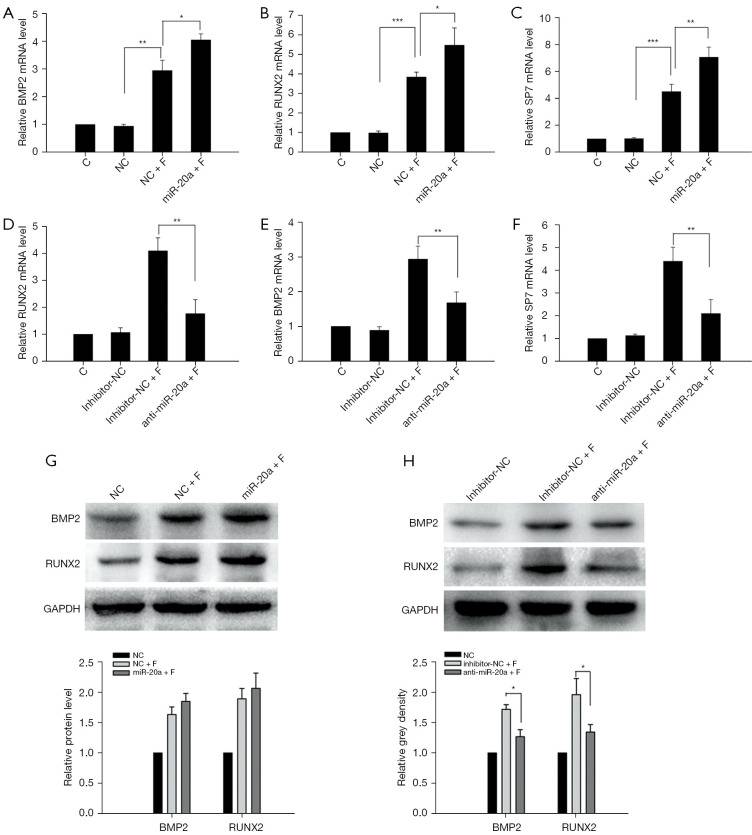 A
Relative BMP2 mRNA level
5
4
3
2
1
0
**
*
C
NC
NC + F
miR-20a + F
B
Relative RUNX2 mRNA level
7
6
5
4
3
2
1
0
***
*
C
NC
NC + F
miR-20a + F
C
Relative SP7 mRNA level
10
8
6
4
2
0
***
**
C
NC
NC + F
miR-20a + F
D
Relative RUNX2 mRNA level
5
4
3
2
1
0
**
C
Inhibitor-NC
Inhibitor-NC + F
anti-miR-20a + F
E
Relative BMP2 mRNA level
4
3
2
1
0
**
C
Inhibitor-NC
Inhibitor-NC + F
anti-miR-20a + F
F
Relative SP7 mRNA level
6
5
4
3
2
1
0
**
C
Inhibitor-NC
Inhibitor-NC + F
anti-miR-20a + F
G
NC
NC + F
miR-20a + F
BMP2
RUNX2
GAPDH
NC
NC + F
miR-20a + F
Relative protein level
2.5
2.0
1.5
1.0
0.5
0.0
BMP2
RUNX2
H
Inhibitor-NC
Inhibitor-NC + F
anti-miR-20a + F
BMP2
RUNX2
GAPDH
NC
inhibitor-NC + F
anti-miR-20a + F
Relative grey density
2.5
2.0
1.5
1.0
0.5
0.0
*
*
BMP2
RUNX2